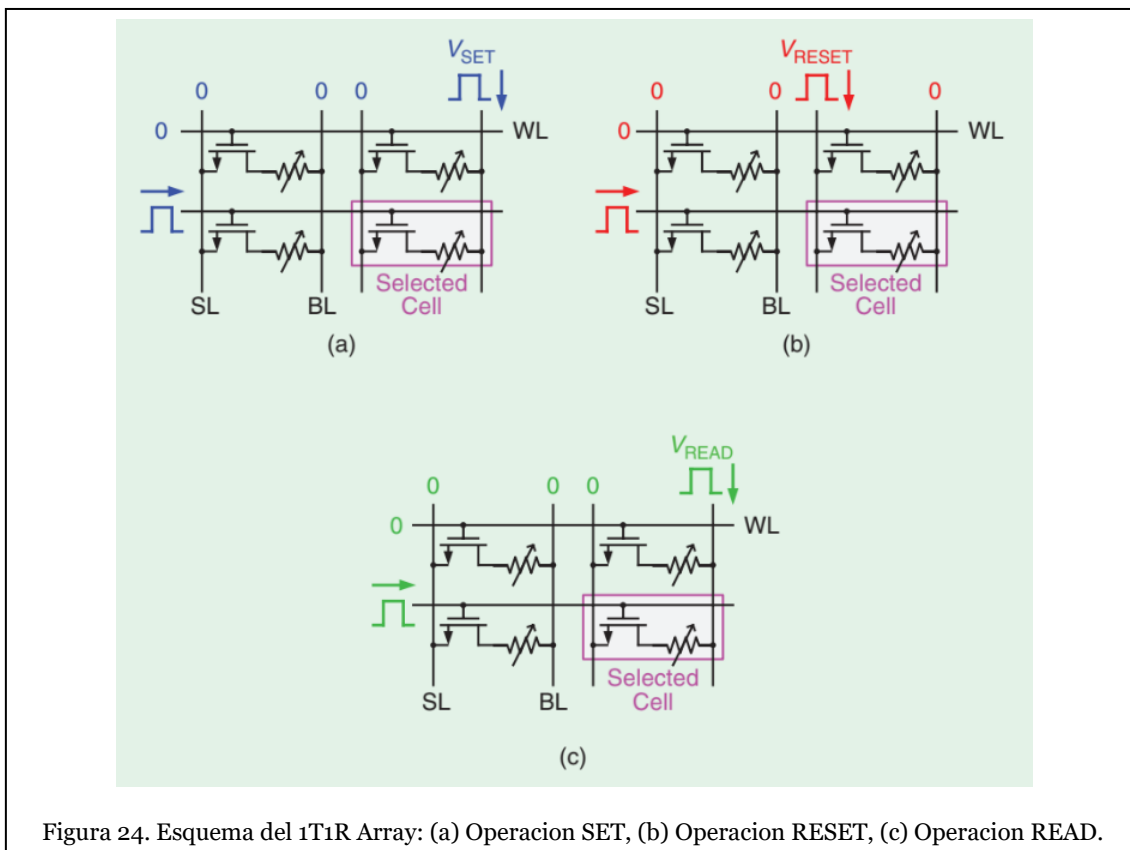 V_SET
0 0 0
0 WL
SL BL Selected
Cell
(a)
V_RESET
0 0 0
0 WL
SL BL Selected
Cell
(b)
V_READ
0 0 0
0 WL
SL BL Selected
Cell
(c)
Figura 24. Esquema del 1T1R Array: (a) Operacion SET, (b) Operacion RESET, (c) Operacion READ.